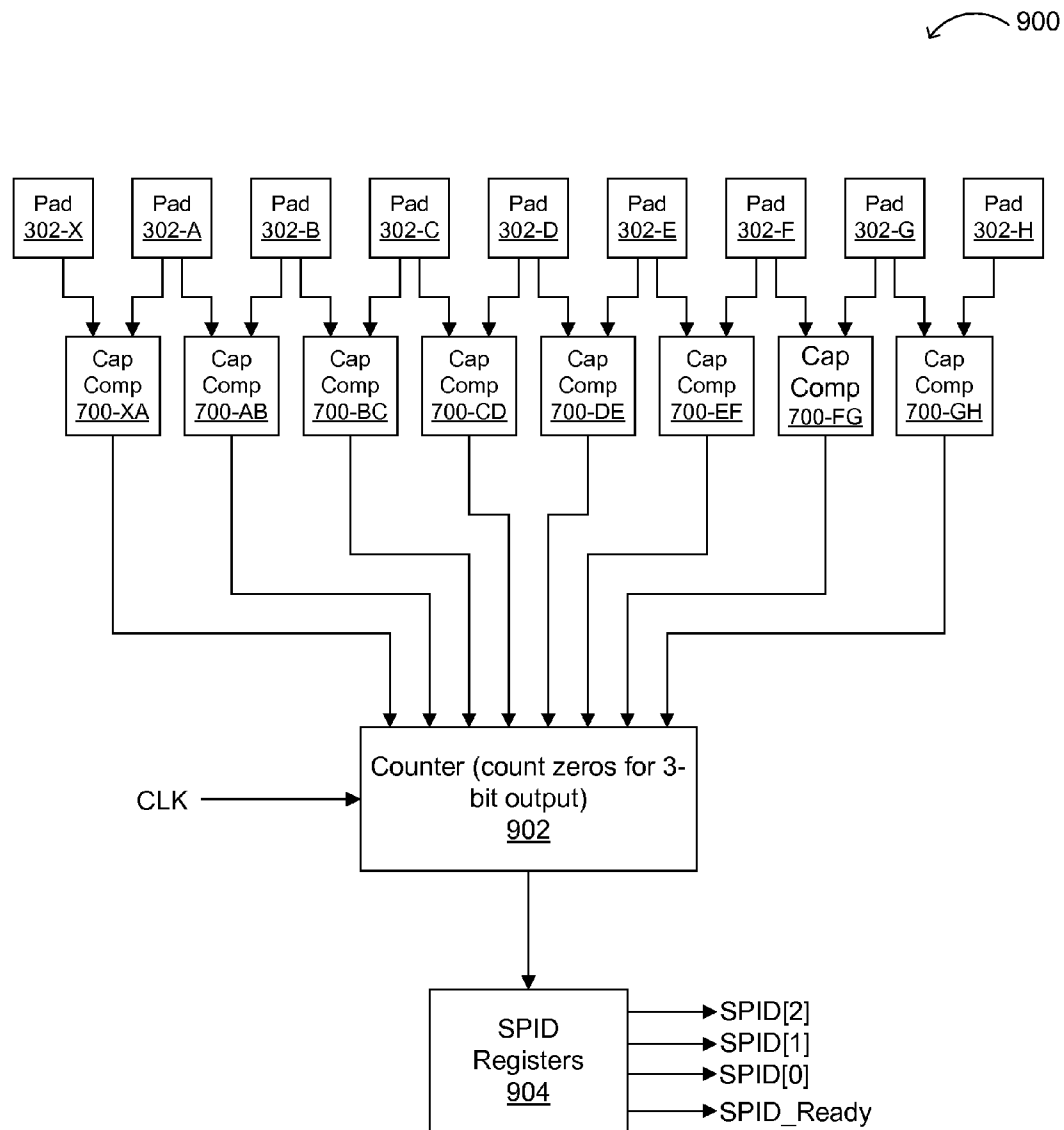 900
Pad
302-X
Pad
302-A
Pad
302-B
Pad
302-C
Pad
302-D
Pad
302-E
Pad
302-F
Pad
302-G
Pad
302-H
Cap
Comp
700-XA
Cap
Comp
700-AB
Cap
Comp
700-BC
Cap
Comp
700-CD
Cap
Comp
700-DE
Cap
Comp
700-EF
Cap
Comp
700-FG
Cap
Comp
700-GH
CLK
Counter (count zeros for 3-
bit output)
902
SPID
Registers
904
SPID[2]
SPID[1]
SPID[0]
SPID_Ready